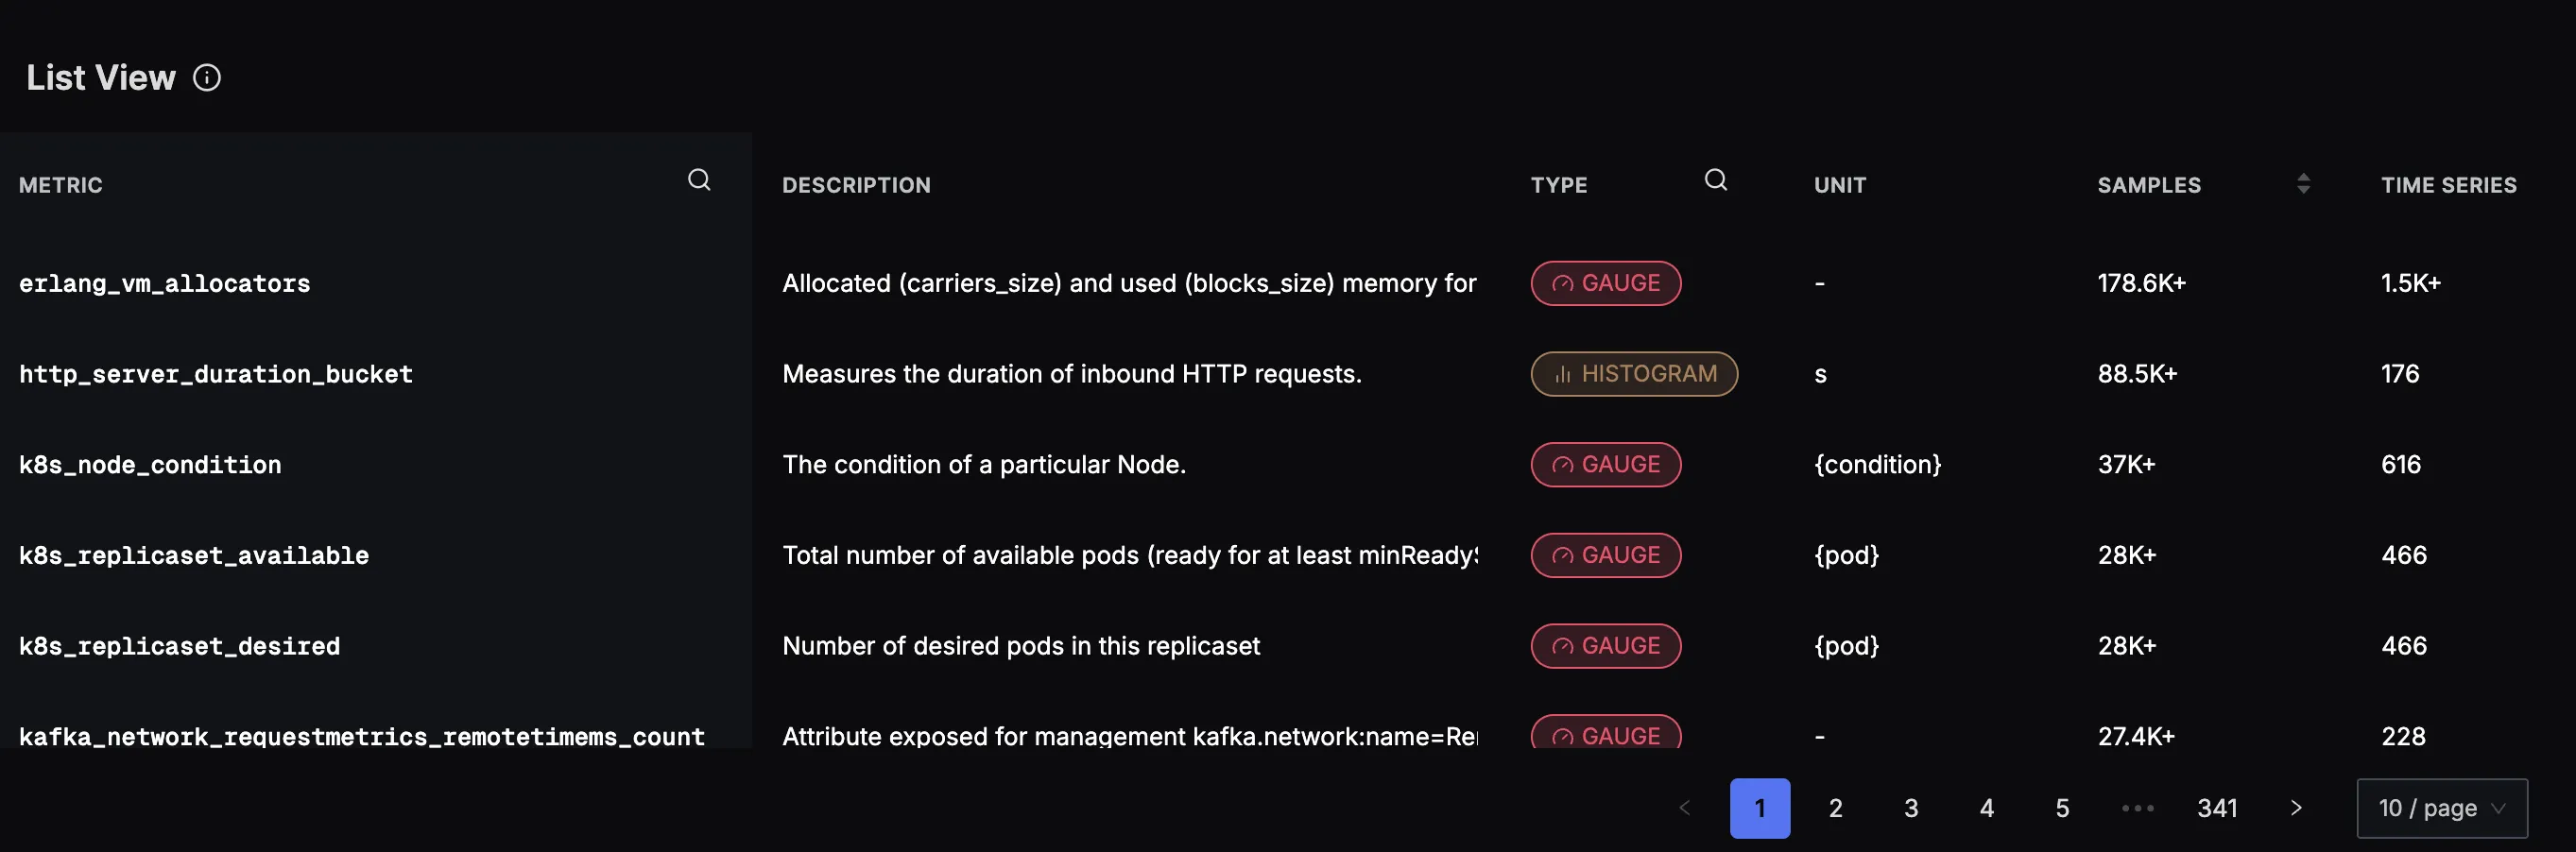 List View
METRIC DESCRIPTION TYPE UNIT SAMPLES TIME SERIES
erlang_vm_allocators Allocated (carriers_size) and used (blocks_size) memory for GAUGE - 178.6K+ 1.5K+
http_server_duration_bucket Measures the duration of inbound HTTP requests. HISTOGRAM s 88.5K+ 176
k8s_node_condition The condition of a particular Node. GAUGE {condition} 37K+ 616
k8s_replicaset_available Total number of available pods (ready for at least minReadyS GAUGE {pod} 28K+ 466
k8s_replicaset_desired Number of desired pods in this replicaset GAUGE {pod} 28K+ 466
kafka_network_requestmetrics_remotetimems_count Attribute exposed for management kafka.network:name=Rem GAUGE - 27.4K+ 228
< 1 2 3 4 5 ••• 341 > 10 / page